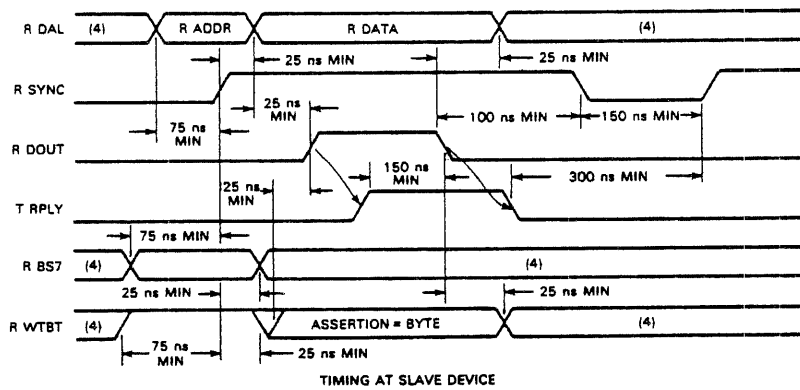 R DAL (4) R ADDR R DATA (4)
25 ns MIN 25 ns MIN
R SYNC
25 ns MIN
75 ns MIN
100 ns MIN 150 ns MIN
R DOUT
150 ns MIN
300 ns MIN
25 ns MIN
T RPLY
75 ns MIN
R BS7 (4) (4)
25 ns MIN 25 ns MIN
R WTBT (4) ASSERTION = BYTE (4)
75 ns MIN
25 ns MIN
TIMING AT SLAVE DEVICE